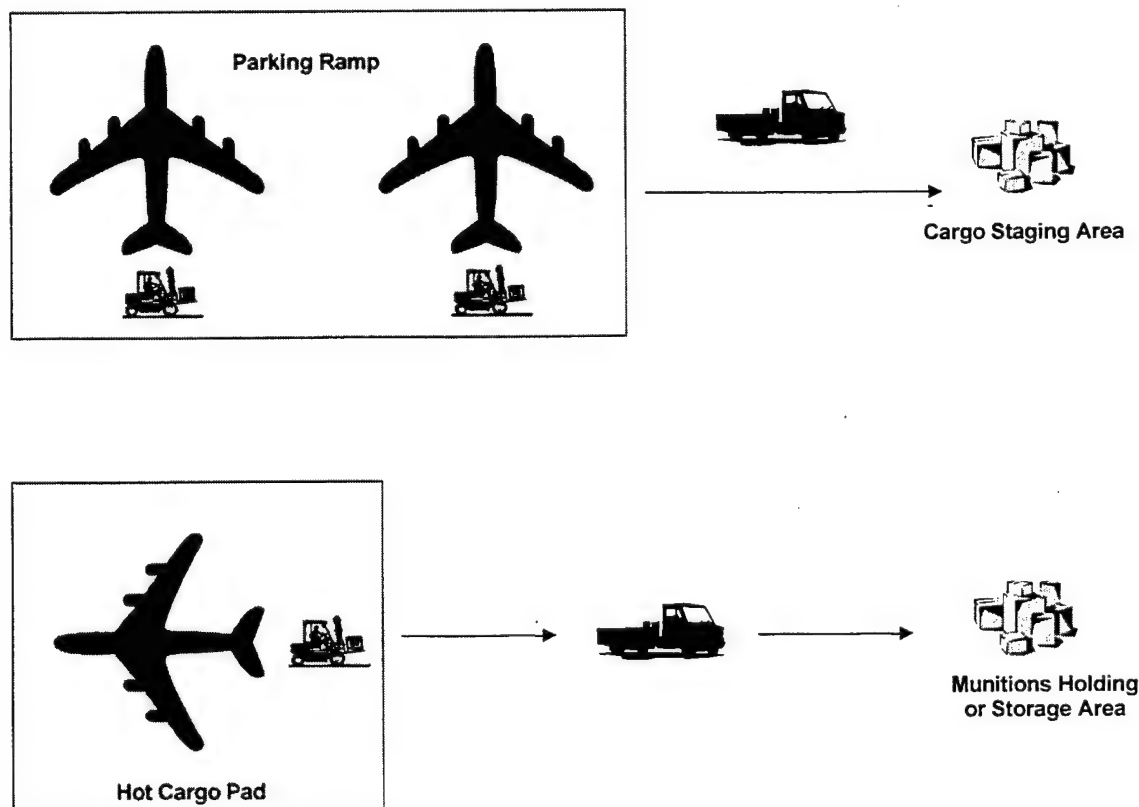 Parking Ramp
Cargo Staging Area
Munitions Holding
or Storage Area
Hot Cargo Pad